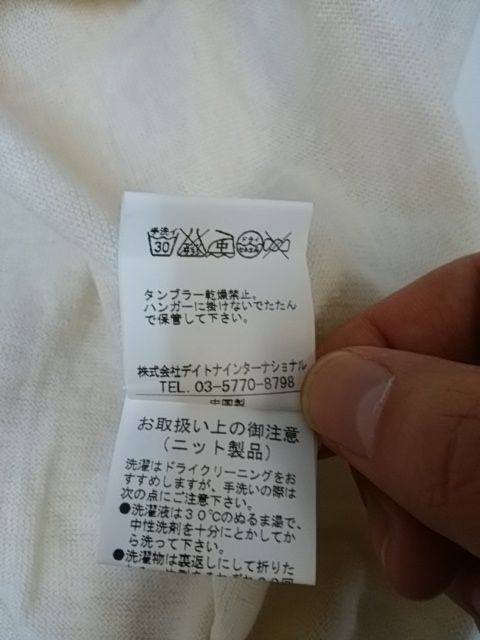 手洗イ
30
中
ドライ
タンブラー乾燥禁止。
ハンガーに掛けないでたたん
で保管して下さい。
株式会社デイトナインターナショナル
TEL. 03-5770-8798
中国製
お取扱い上の御注意
(ニット製品)
洗濯はドライクリーニングをお
すすめしますが、手洗いの際は
次の点にご注意下さい。
●洗濯液は30℃のぬるま湯で、
中性洗剤を十分にとかしてか
ら洗って下さい。
●洗濯物は裏返しにして折りた